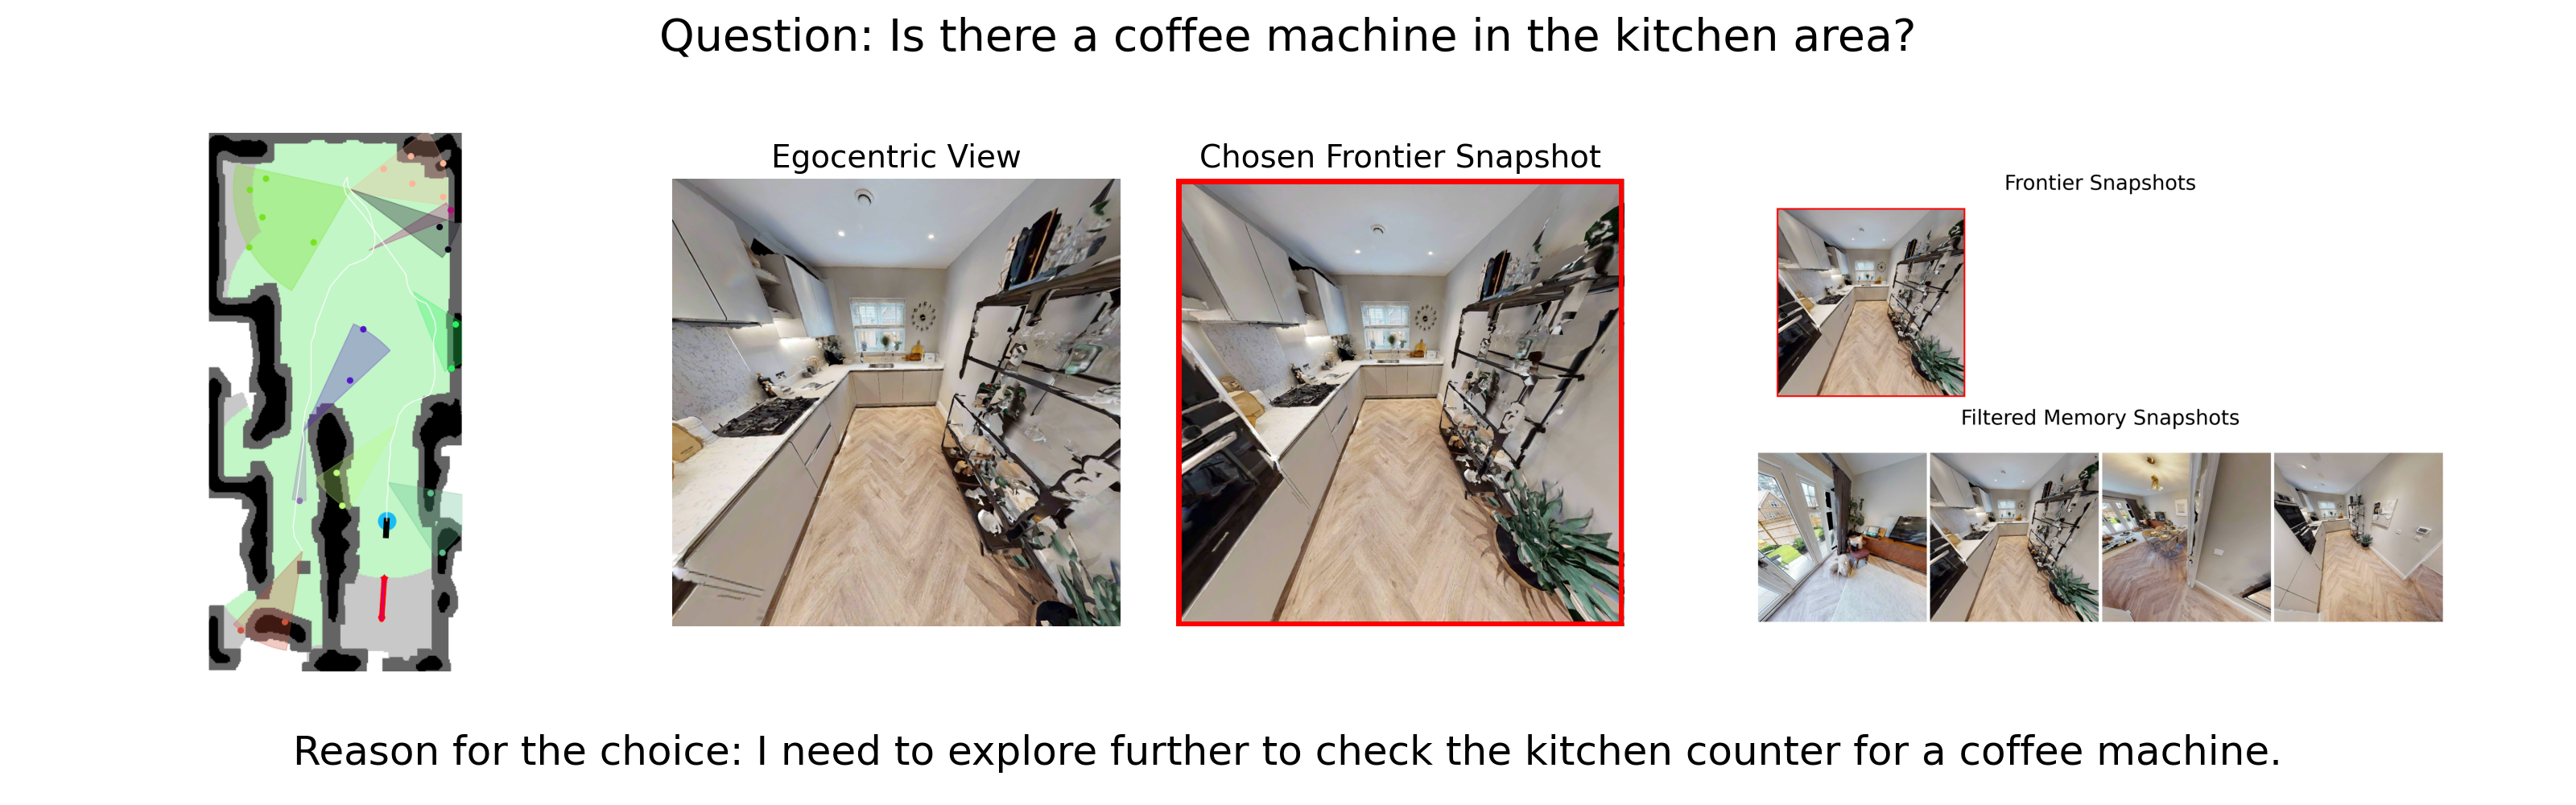 Question: Is there a coffee machine in the kitchen area?
Egocentric View
Chosen Frontier Snapshot
Frontier Snapshots
Filtered Memory Snapshots
Reason for the choice: I need to explore further to check the kitchen counter for a coffee machine.